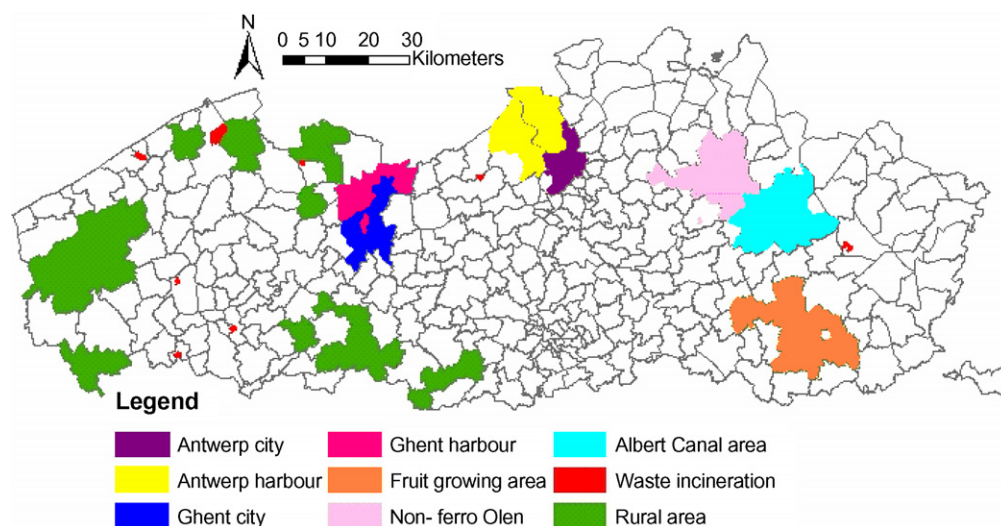 N
0 5 10 20 30
Kilometers
Legend
Antwerp city
Ghent harbour
Albert Canal area
Antwerp harbour
Fruit growing area
Waste incineration
Ghent city
Non- ferro Olen
Rural area